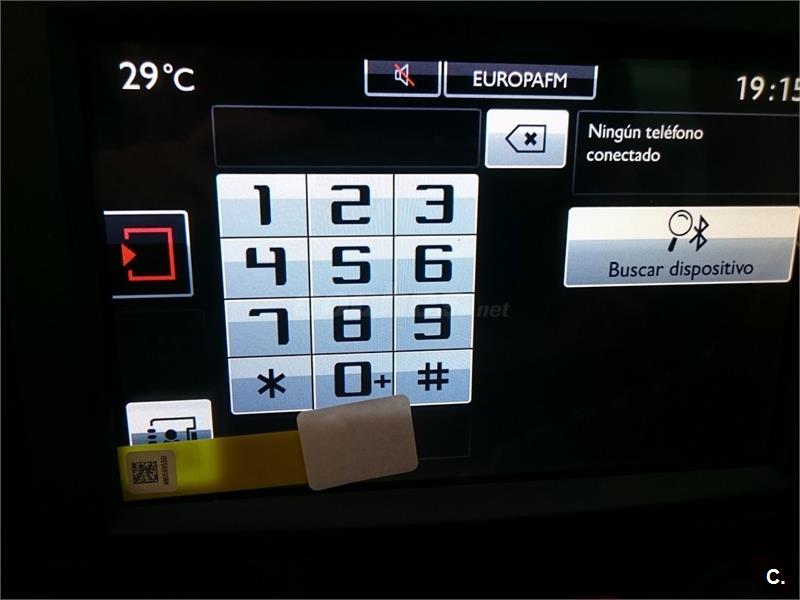 29°C
EUROPAFM
19:15
Ningún teléfono
conectado
1 2 3
4 5 6
Buscar dispositivo
7 8 9
* 0+ #
.net
C.